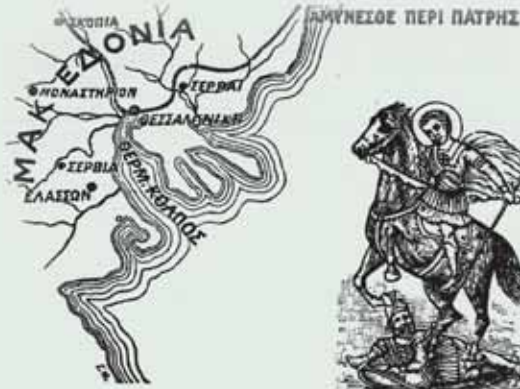 ΑΜΥΝΕΣΘΕ ΠΕΡΙ ΠΑΤΡΗΣ
ΣΚΟΠΙΑ
ΜΑΚΕΔΟΝΙΑ
ΜΟΝΑΣΤΗΡΙΟΝ
ΣΕΡΡΑΙ
ΘΕΣΣΑΛΟΝΙΚΗ
ΣΕΡΒΙΑ
ΕΛΑΣΣΩΝ
ΘΕΡΜ. ΚΟΛΠΟΣ